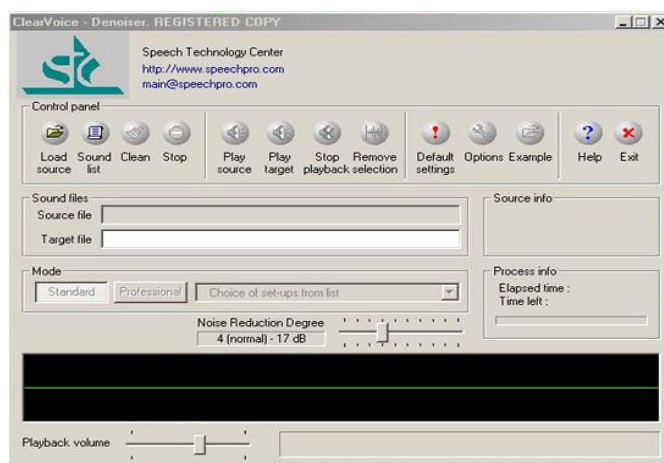 ClearVoice - Denoiser. REGISTERED COPY
stc
Speech Technology Center
http://www.speechpro.com
main@speechpro.com
Control panel
Load source
Sound list
Clean
Stop
Play source
Play target
Stop playback
Remove selection
Default settings
Options
Example
Help
Exit
Sound files
Source info
Source file
Target file
Mode
Process info
Standard
Professional
Choice of set-ups from list
Elapsed time :
Time left :
Noise Reduction Degree
4 (normal) - 17 dB
Playback volume